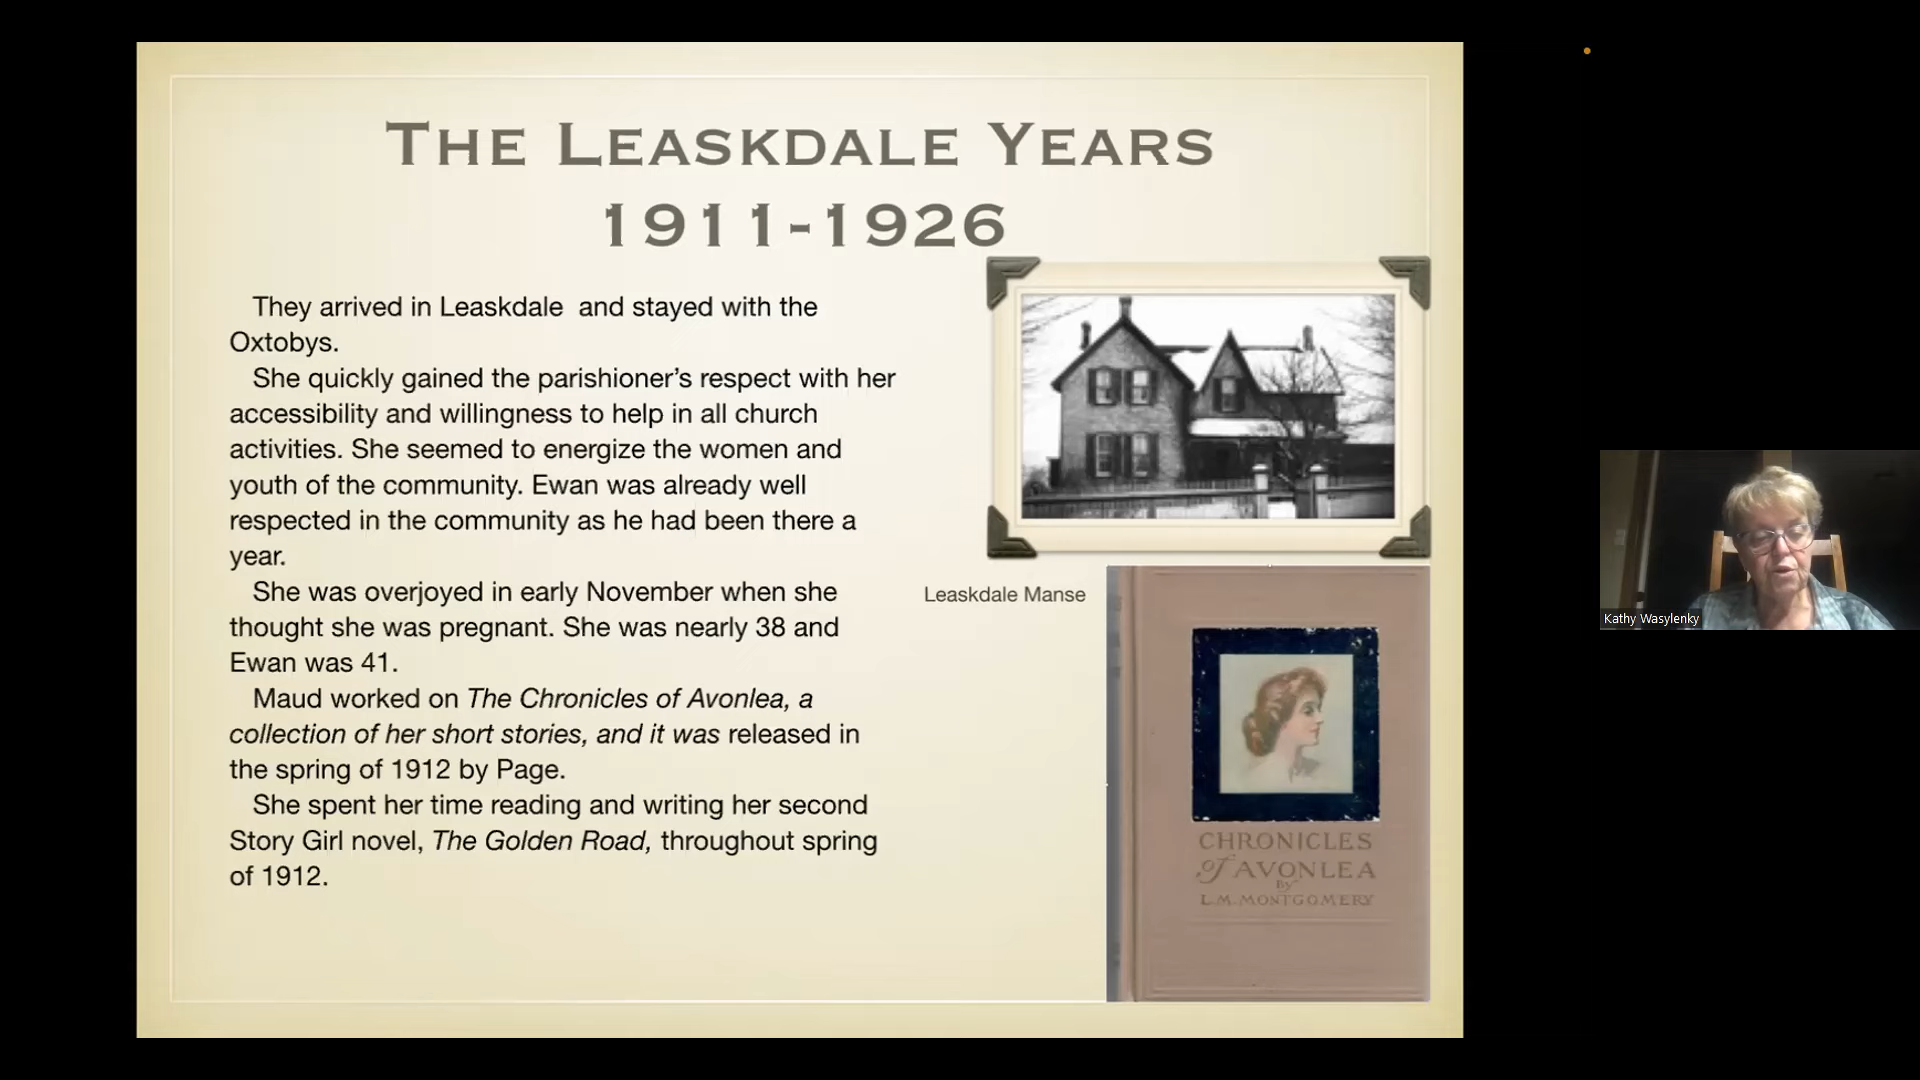 THE LEASKDALE YEARS
1911-1926
They arrived in Leaskdale and stayed with the
Oxtobys.
She quickly gained the parishioner’s respect with her
accessibility and willingness to help in all church
activities. She seemed to energize the women and
youth of the community. Ewan was already well
respected in the community as he had been there a
year.
She was overjoyed in early November when she
thought she was pregnant. She was nearly 38 and
Ewan was 41.
Maud worked on The Chronicles of Avonlea, a
collection of her short stories, and it was released in
the spring of 1912 by Page.
She spent her time reading and writing her second
Story Girl novel, The Golden Road, throughout spring
of 1912.
Leaskdale Manse
CHRONICLES
of AVONLEA
By
L.M. MONTGOMERY
Kathy Wasylenky